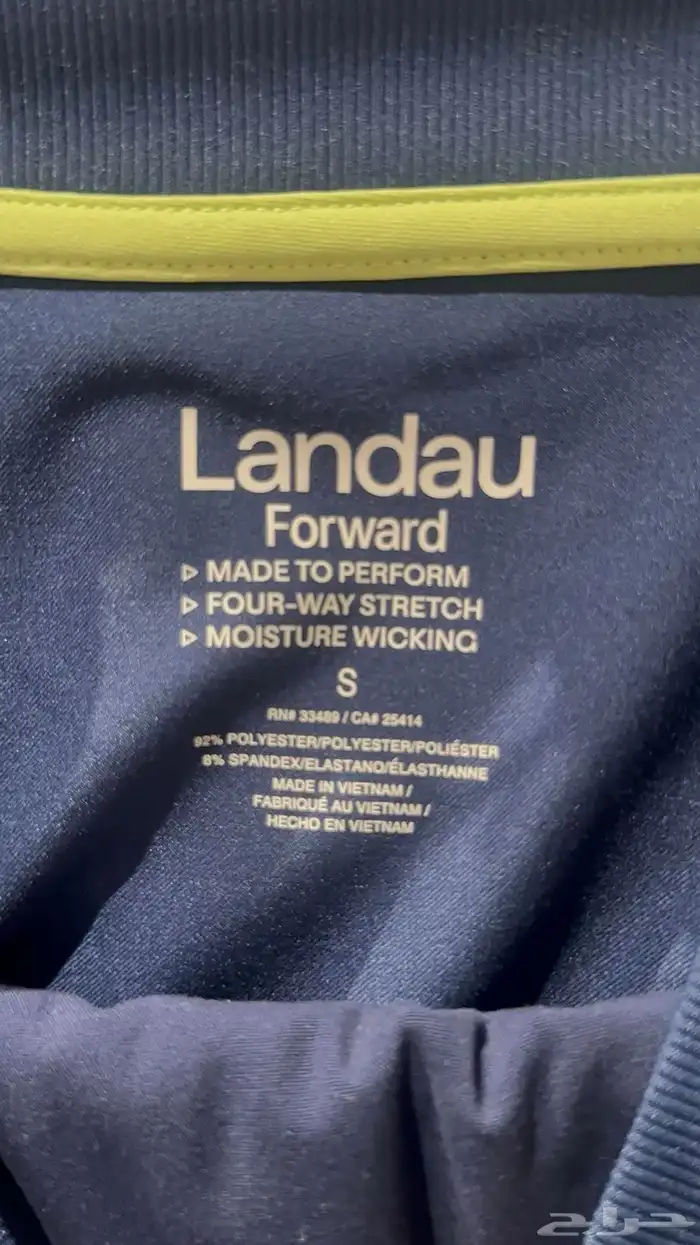 Landau
Forward
▷ MADE TO PERFORM
▷ FOUR-WAY STRETCH
▷ MOISTURE WICKING
S
RN# 33489 / CA# 25414
92% POLYESTER/POLYESTER/POLIÉSTER
8% SPANDEX/ELASTANO/ÉLASTHANNE
MADE IN VIETNAM /
FABRIQUÉ AU VIETNAM /
HECHO EN VIETNAM
حراج